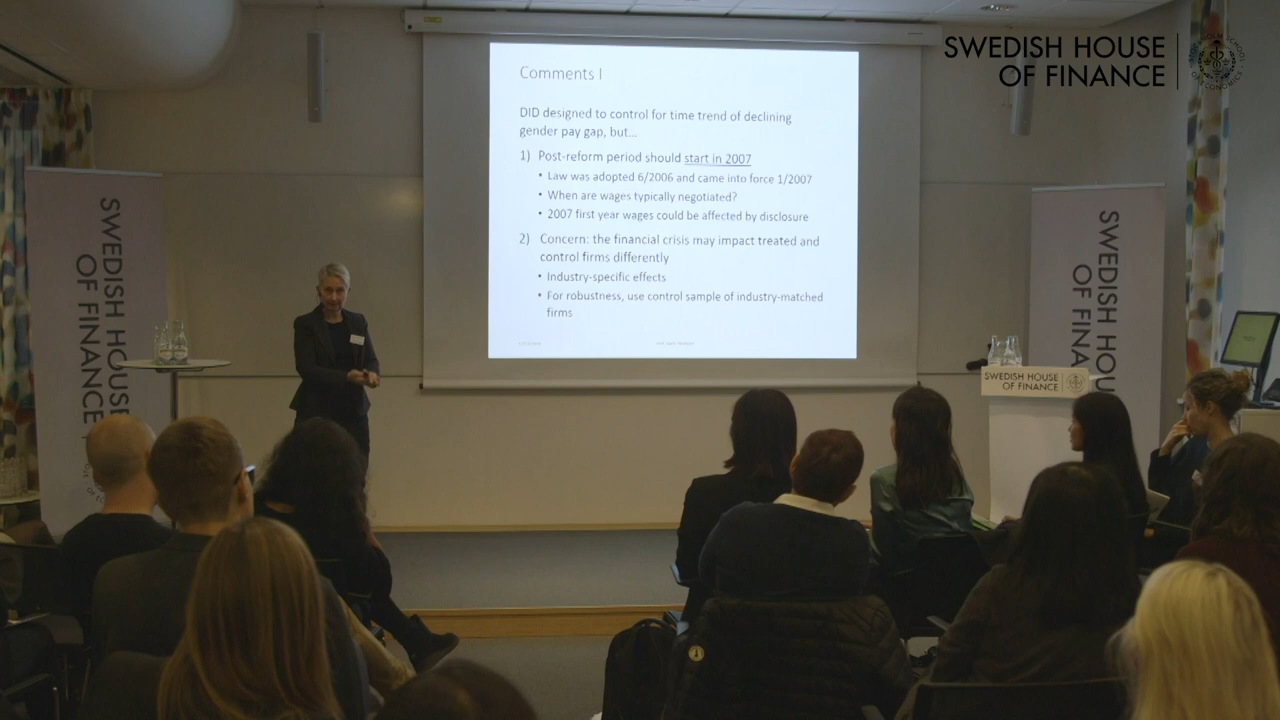 SWEDISH HOUSE
OF FINANCE
Comments I
DID designed to control for time trend of declining
gender pay gap, but...
1) Post-reform period should start in 2007
• Law was adopted 6/2006 and came into force 1/2007
• When are wages typically negotiated?
• 2007 first year wages could be affected by disclosure
2) Concern: the financial crisis may impact treated and
control firms differently
• Industry-specific effects
• For robustness, use control sample of industry-matched
firms
SWEDISH HOUSE
OF FINANCE
SWEDISH HOU
OF FINA
SWEDISH HOUSE
OF FINANCE